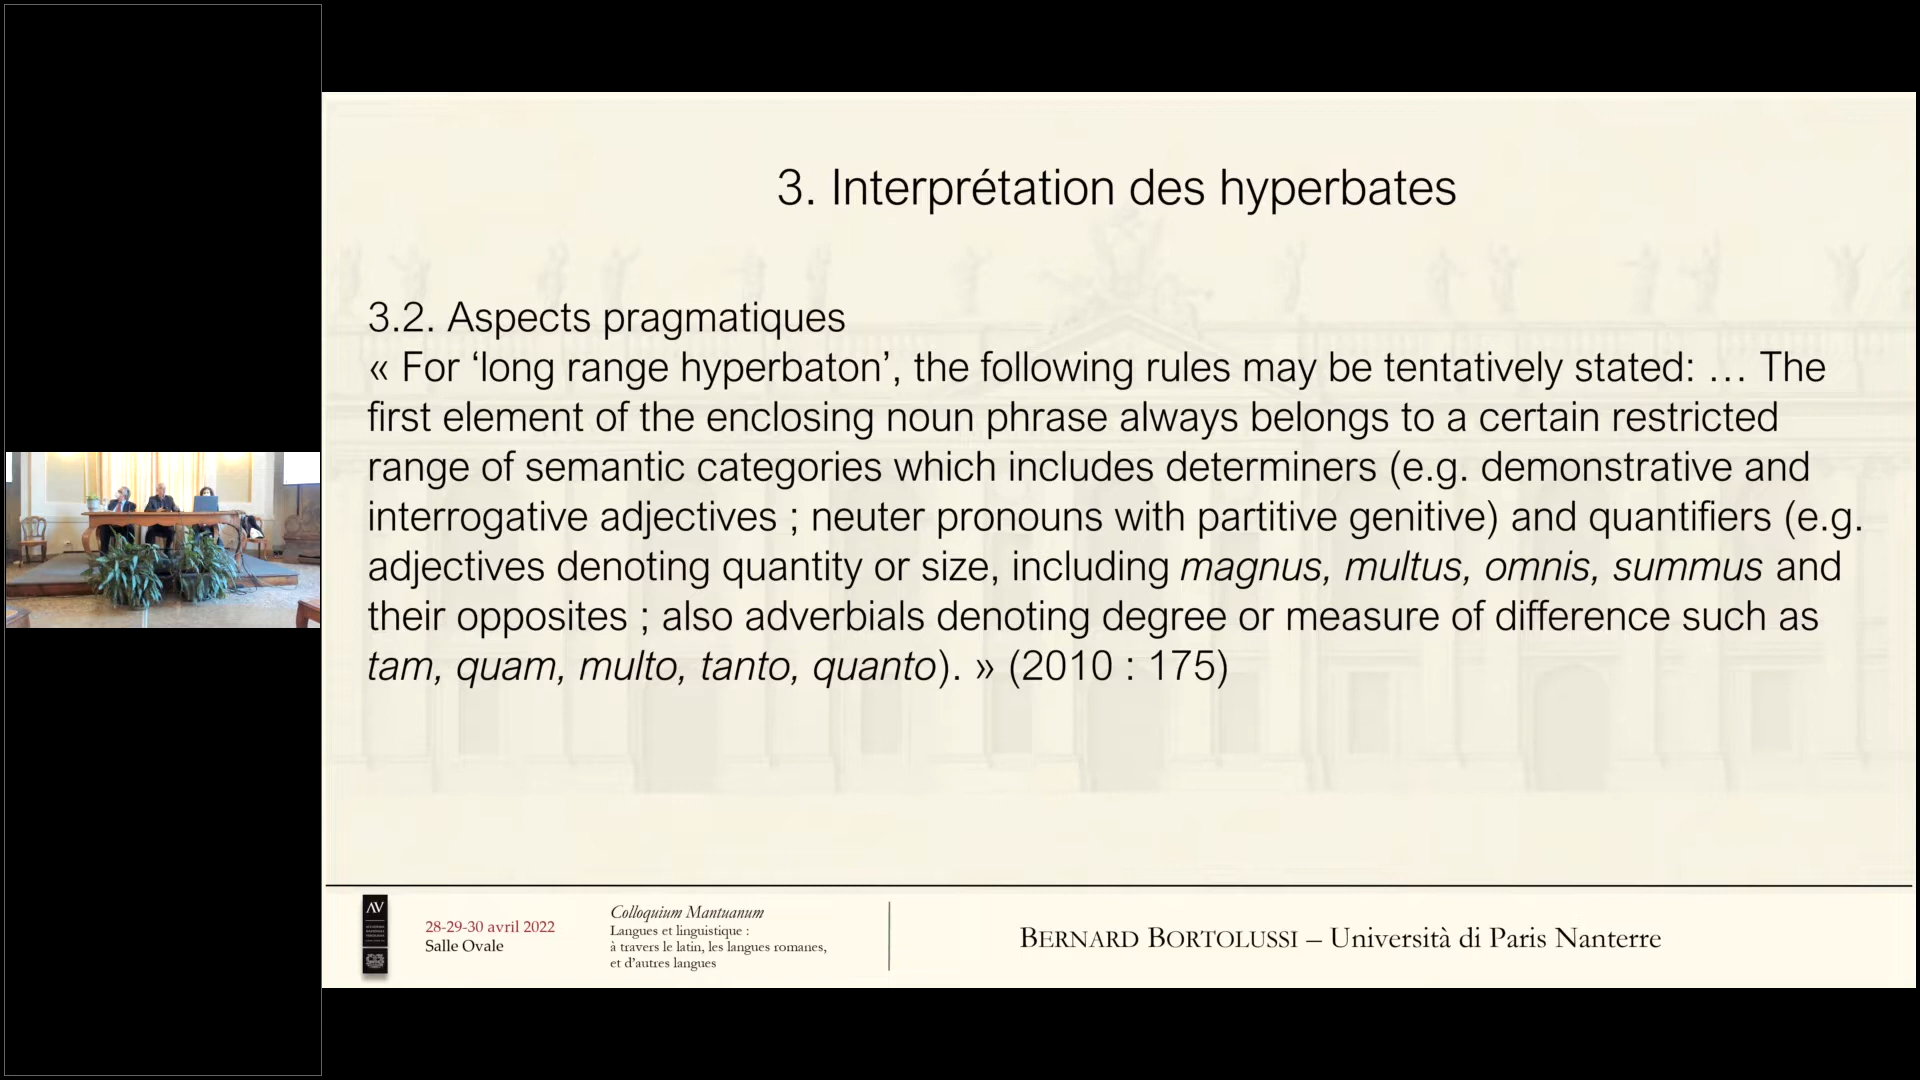 3. Interprétation des hyperbates
3.2. Aspects pragmatiques
« For ‘long range hyperbaton’, the following rules may be tentatively stated: … The
first element of the enclosing noun phrase always belongs to a certain restricted
range of semantic categories which includes determiners (e.g. demonstrative and
interrogative adjectives ; neuter pronouns with partitive genitive) and quantifiers (e.g.
adjectives denoting quantity or size, including magnus, multus, omnis, summus and
their opposites ; also adverbials denoting degree or measure of difference such as
tam, quam, multo, tanto, quanto). » (2010 : 175)
AV
28-29-30 avril 2022
Salle Ovale
Colloquium Mantuanum
Langues et linguistique :
à travers le latin, les langues romanes,
et d’autres langues
BERNARD BORTOLUSSI – Università di Paris Nanterre